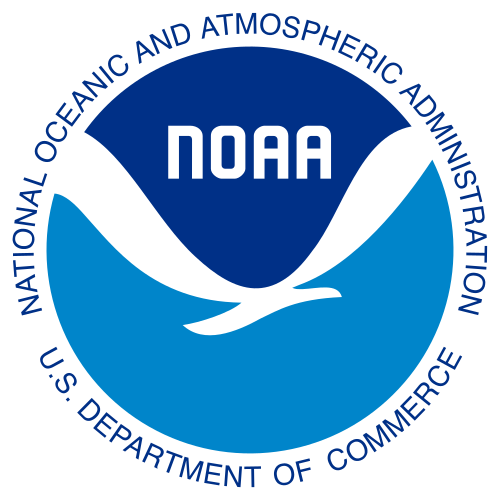 NATIONAL OCEANIC AND ATMOSPHERIC ADMINISTRATION
NOAA
U.S. DEPARTMENT OF COMMERCE